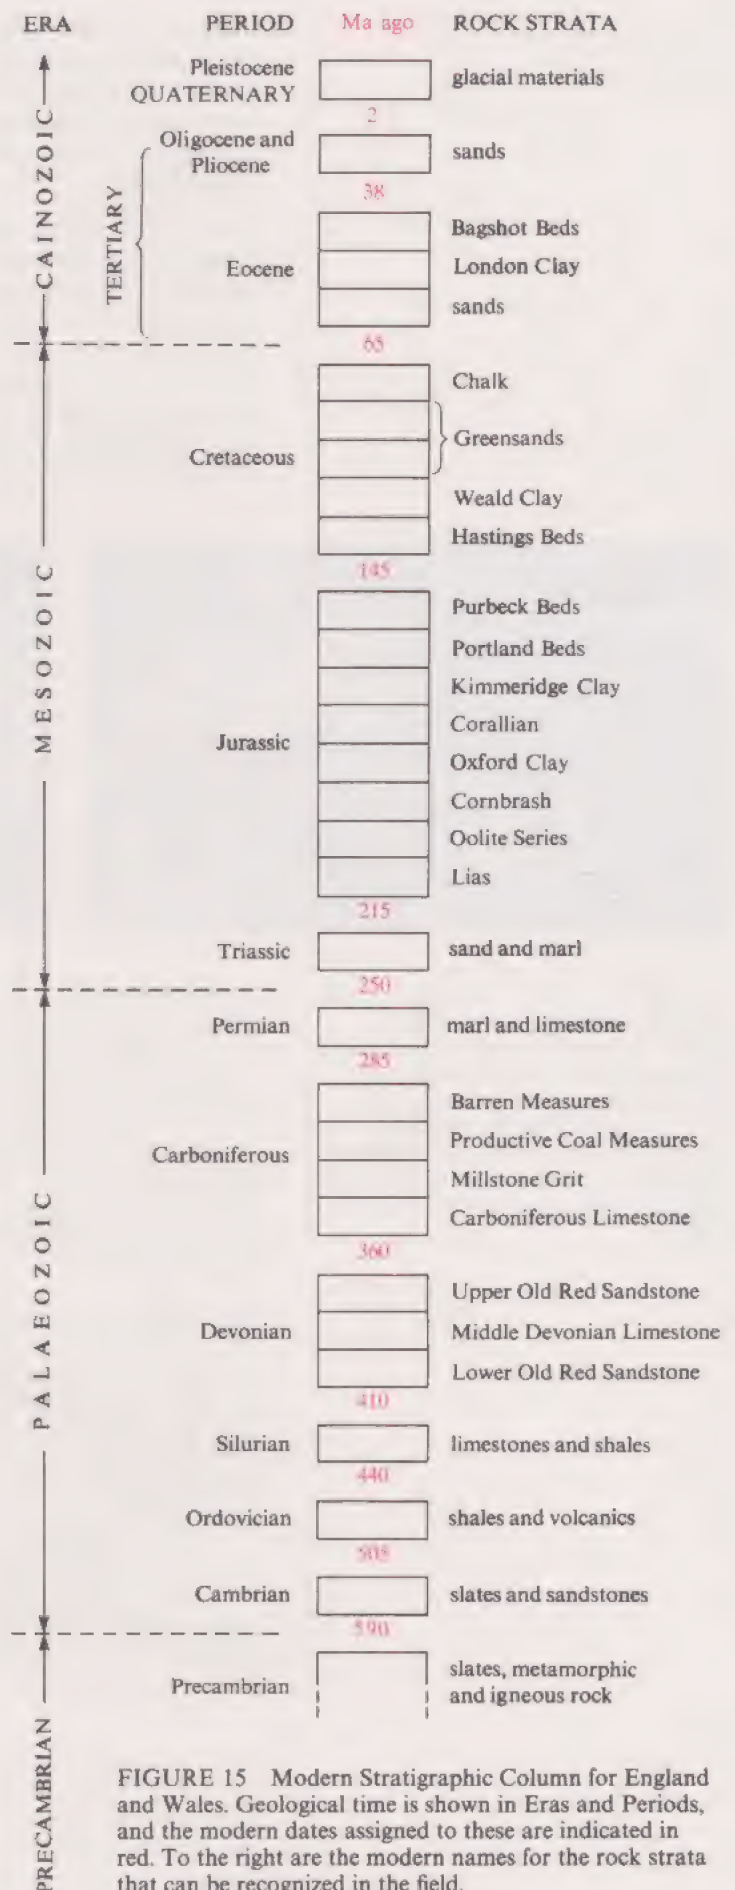 ERA PERIOD Ma ago ROCK STRATA
CAINOZOIC
Pleistocene
QUATERNARY
glacial materials
2
TERTIARY
Oligocene and
Pliocene
sands
38
Eocene
Bagshot Beds
London Clay
sands
65
MESOZOIC
Cretaceous
Chalk
Greensands
Weald Clay
Hastings Beds
145
Jurassic
Purbeck Beds
Portland Beds
Kimmeridge Clay
Corallian
Oxford Clay
Cornbrash
Oolite Series
Lias
215
Triassic sand and marl
250
PALAEOZOIC
Permian marl and limestone
285
Carboniferous
Barren Measures
Productive Coal Measures
Millstone Grit
Carboniferous Limestone
360
Devonian
Upper Old Red Sandstone
Middle Devonian Limestone
Lower Old Red Sandstone
410
Silurian limestones and shales
440
Ordovician shales and volcanics
505
Cambrian slates and sandstones
590
PRECAMBRIAN
Precambrian
slates, metamorphic
and igneous rock
FIGURE 15 Modern Stratigraphic Column for England
and Wales. Geological time is shown in Eras and Periods,
and the modern dates assigned to these are indicated in
red. To the right are the modern names for the rock strata
that can be recognized in the field.